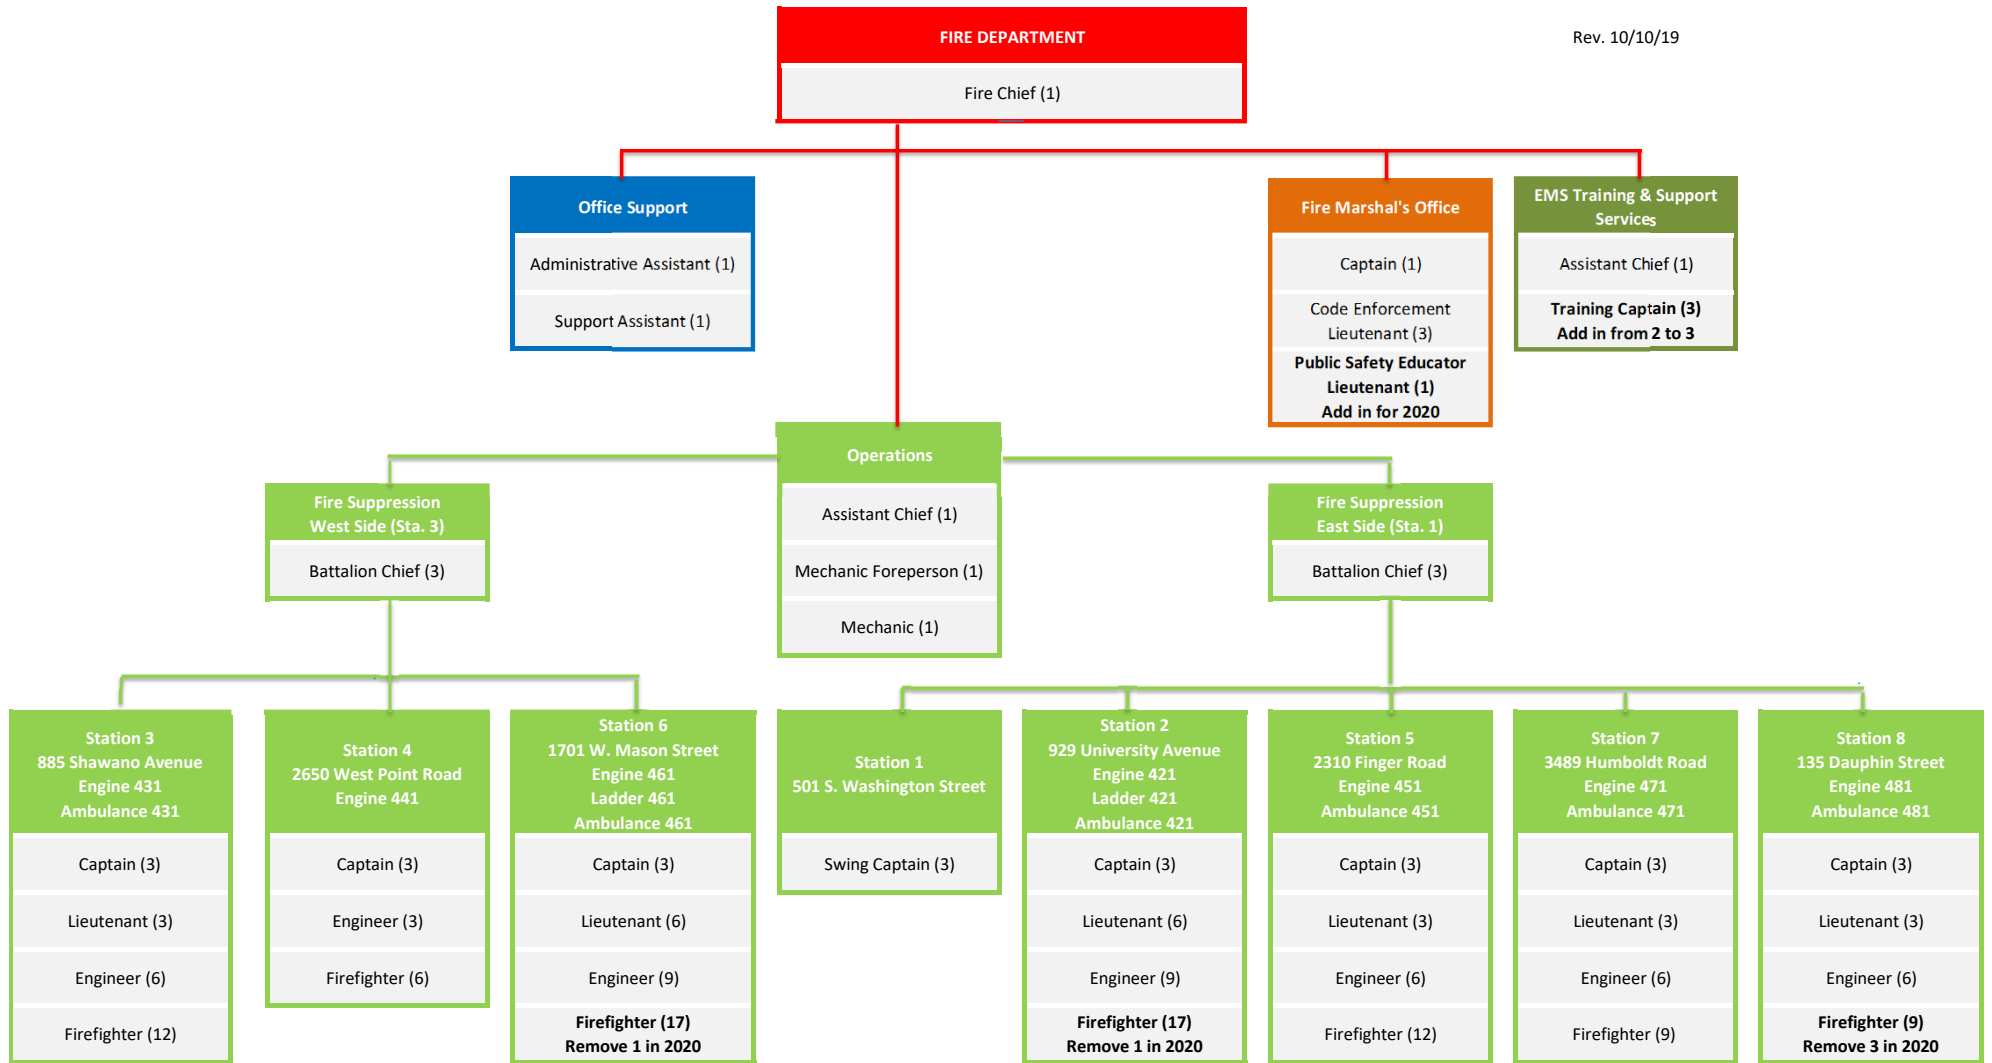 FIRE DEPARTMENT
Rev. 10/10/19
Fire Chief (1)
Office Support
Administrative Assistant (1)
Support Assistant (1)
Fire Marshal's Office
Captain (1)
Code Enforcement
Lieutenant (3)
Public Safety Educator
Lieutenant (1)
Add in for 2020
EMS Training & Support
Services
Assistant Chief (1)
Training Captain (3)
Add in from 2 to 3
Operations
Assistant Chief (1)
Mechanic Foreperson (1)
Mechanic (1)
Fire Suppression
West Side (Sta. 3)
Battalion Chief (3)
Fire Suppression
East Side (Sta. 1)
Battalion Chief (3)
Station 3
885 Shawano Avenue
Engine 431
Ambulance 431
Captain (3)
Lieutenant (3)
Engineer (6)
Firefighter (12)
Station 4
2650 West Point Road
Engine 441
Captain (3)
Engineer (3)
Firefighter (6)
Station 6
1701 W. Mason Street
Engine 461
Ladder 461
Ambulance 461
Captain (3)
Lieutenant (6)
Engineer (9)
Firefighter (17)
Remove 1 in 2020
Station 1
501 S. Washington Street
Swing Captain (3)
Station 2
929 University Avenue
Engine 421
Ladder 421
Ambulance 421
Captain (3)
Lieutenant (6)
Engineer (9)
Firefighter (17)
Remove 1 in 2020
Station 5
2310 Finger Road
Engine 451
Ambulance 451
Captain (3)
Lieutenant (3)
Engineer (6)
Firefighter (12)
Station 7
3489 Humboldt Road
Engine 471
Ambulance 471
Captain (3)
Lieutenant (3)
Engineer (6)
Firefighter (9)
Station 8
135 Dauphin Street
Engine 481
Ambulance 481
Captain (3)
Lieutenant (3)
Engineer (6)
Firefighter (9)
Remove 3 in 2020